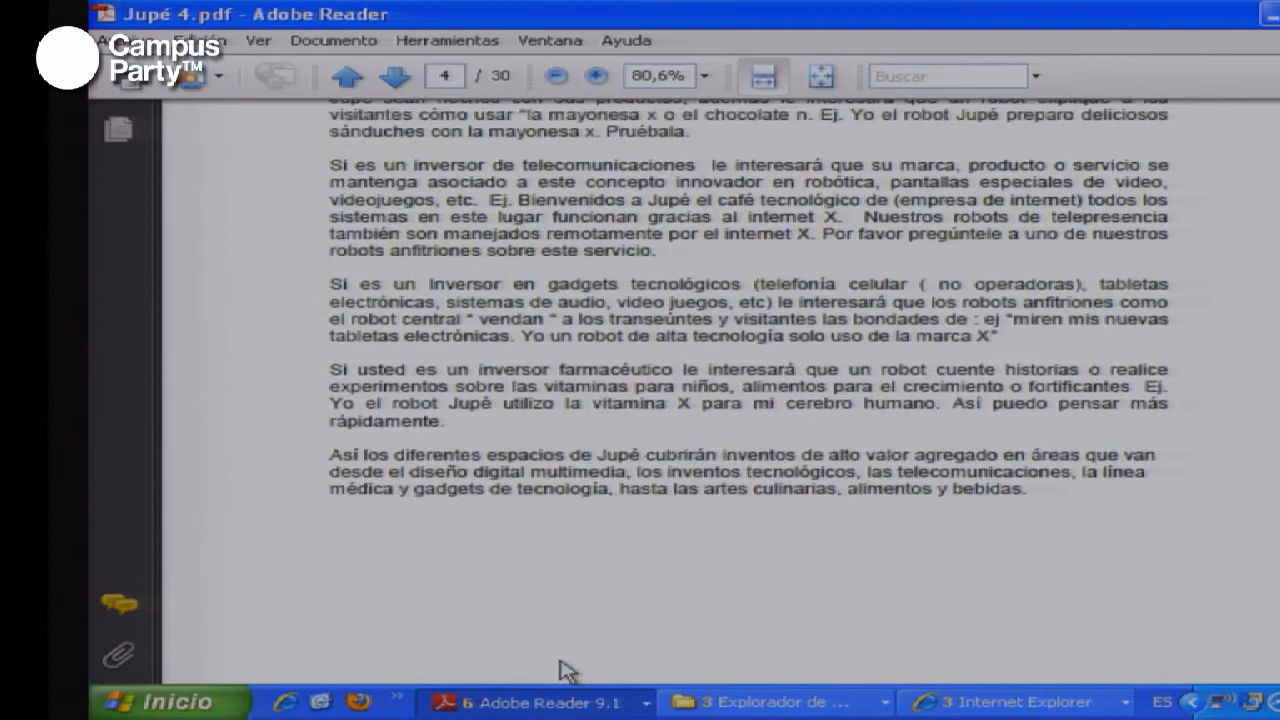 Jupé 4.pdf - Adobe Reader
Campus
Party™
Ver Documento Herramientas Ventana Ayuda
4 / 30 80,6% Buscar
visitantes cómo usar "la mayonesa x o el chocolate n. Ej. Yo el robot Jupé preparo deliciosos
sánduches con la mayonesa x. Pruébala.
Si es un inversor de telecomunicaciones le interesará que su marca, producto o servicio se
mantenga asociado a este concepto innovador en robótica, pantallas especiales de video,
videojuegos, etc. Ej. Bienvenidos a Jupé el café tecnológico de (empresa de internet) todos los
sistemas en este lugar funcionan gracias al internet X. Nuestros robots de telepresencia
también son manejados remotamente por el internet X. Por favor pregúntele a uno de nuestros
robots anfitriones sobre este servicio.
Si es un Inversor en gadgets tecnológicos (telefonía celular ( no operadoras), tabletas
electrónicas, sistemas de audio, video juegos, etc) le interesará que los robots anfitriones como
el robot central " vendan " a los transeúntes y visitantes las bondades de : ej "miren mis nuevas
tabletas electrónicas. Yo un robot de alta tecnología solo uso de la marca X"
Si usted es un inversor farmacéutico le interesará que un robot cuente historias o realice
experimentos sobre las vitaminas para niños, alimentos para el crecimiento o fortificantes Ej.
Yo el robot Jupé utilizo la vitamina X para mi cerebro humano. Así puedo pensar más
rápidamente.
Así los diferentes espacios de Jupé cubrirán inventos de alto valor agregado en áreas que van
desde el diseño digital multimedia, los inventos tecnológicos, las telecomunicaciones, la línea
médica y gadgets de tecnología, hasta las artes culinarias, alimentos y bebidas.
Inicio 6 Adobe Reader 9.1 3 Explorador de ... 3 Internet Explorer ES